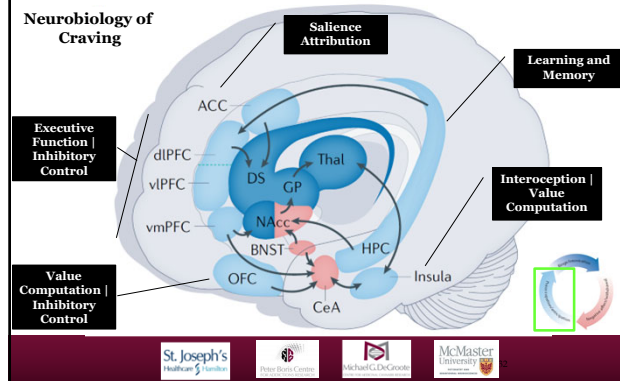 Neurobiology of
Craving
Salience
Attribution
Learning and
Memory
ACC
Executive
Function |
Inhibitory
Control
dlPFC
vlPFC
vmPFC
DS
GP
Thal
NAcc
BNST
HPC
OFC
CeA
Insula
Interoception |
Value
Computation
Value
Computation |
Inhibitory
Control
St. Joseph's
Healthcare Hamilton
Peter Boris Centre
FOR ADDICTIONS RESEARCH
Michael G. DeGroote
McMaster
University